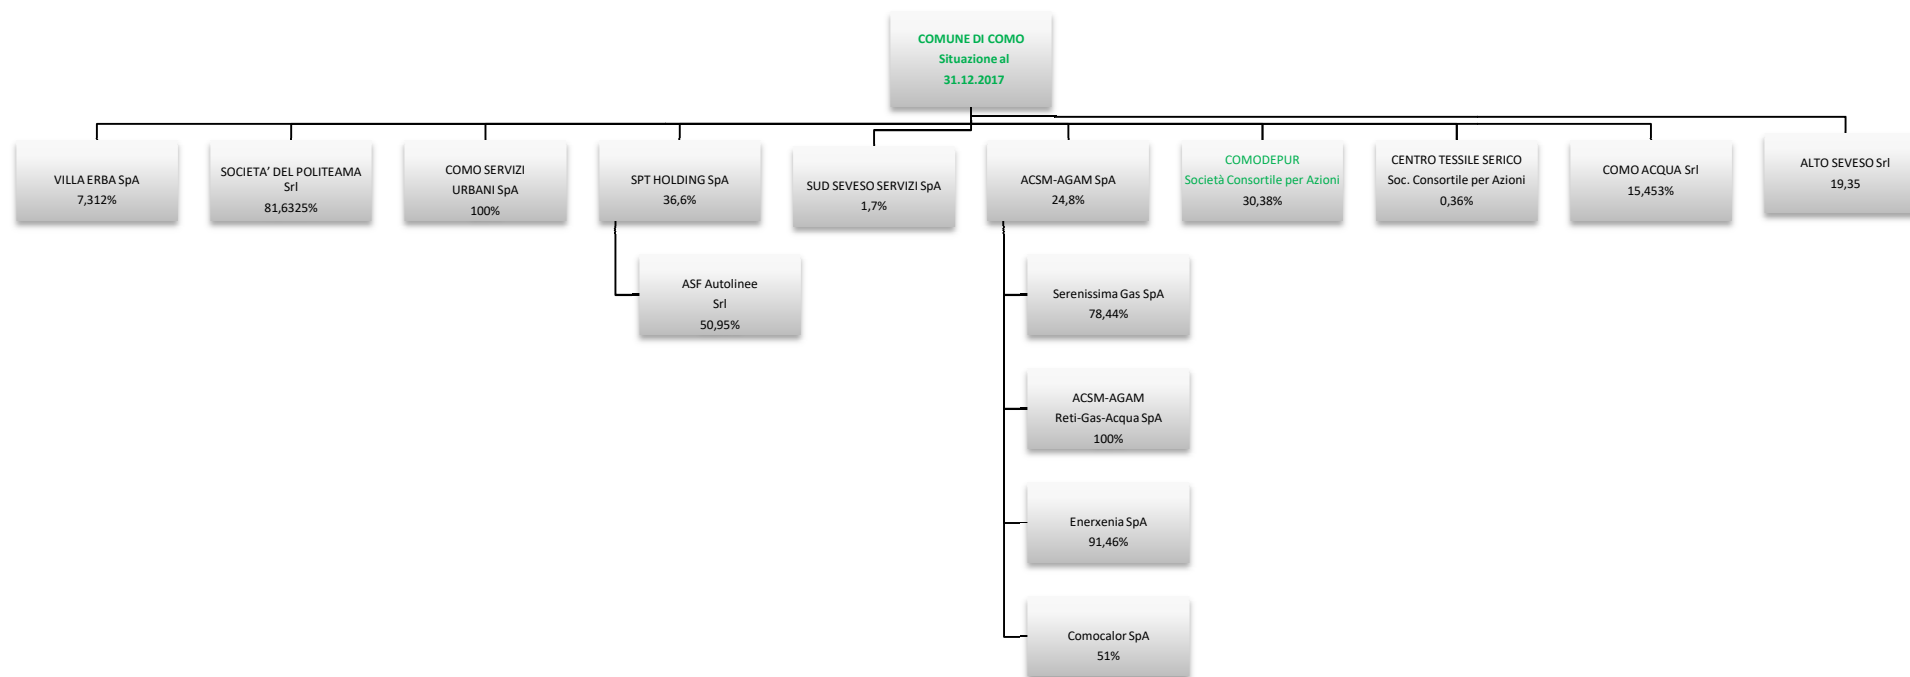 COMUNE DI COMO
Situazione al
31.12.2017
VILLA ERBA SpA
7,312%
SOCIETA’ DEL POLITEAMA
Srl
81,6325%
COMO SERVIZI
URBANI SpA
100%
SPT HOLDING SpA
36,6%
SUD SEVESO SERVIZI SpA
1,7%
ACSM-AGAM SpA
24,8%
COMODEPUR
Società Consortile per Azioni
30,38%
CENTRO TESSILE SERICO
Soc. Consortile per Azioni
0,36%
COMO ACQUA Srl
15,453%
ALTO SEVESO Srl
19,35
ASF Autolinee
Srl
50,95%
Serenissima Gas SpA
78,44%
ACSM-AGAM
Reti-Gas-Acqua SpA
100%
Enerxenia SpA
91,46%
Comocalor SpA
51%